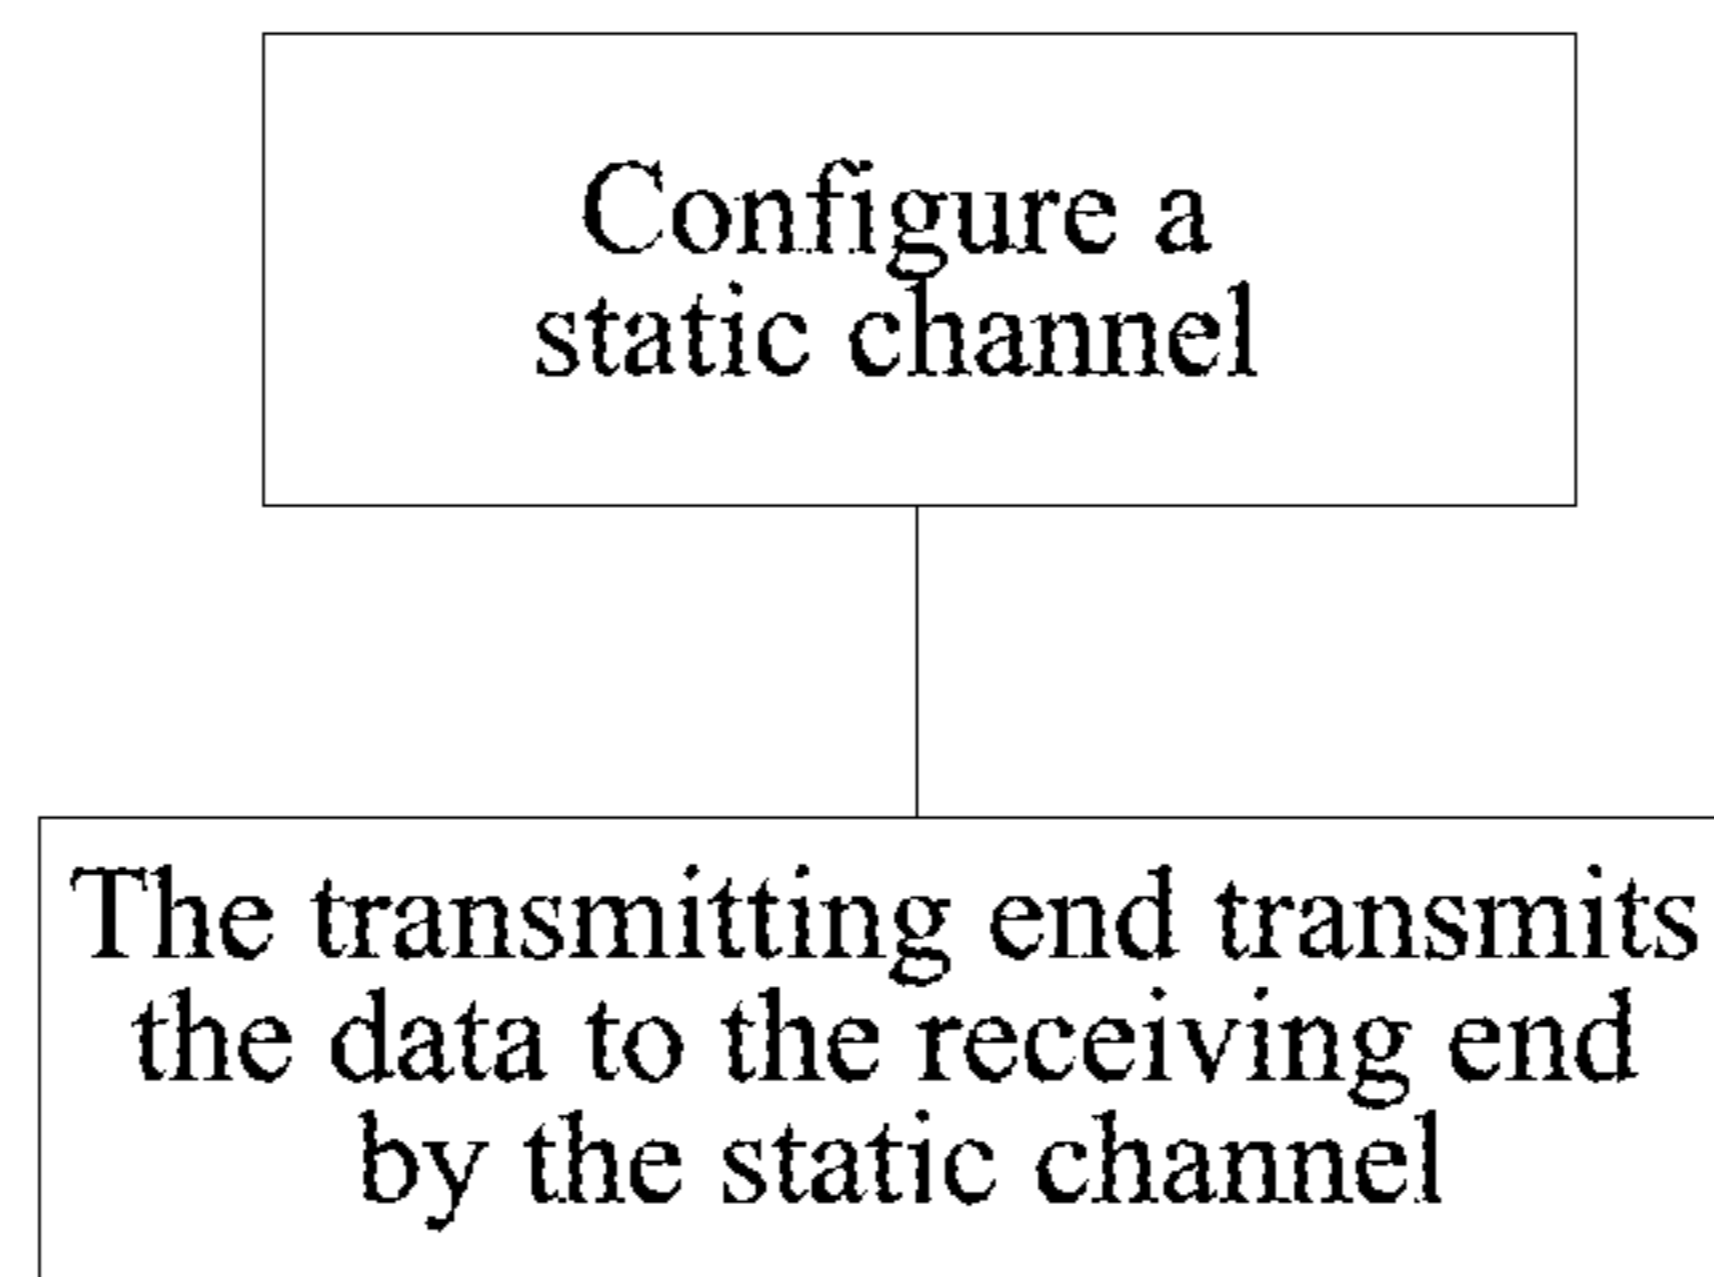 Configure a
static channel
The transmitting end transmits
the data to the receiving end
by the static channel